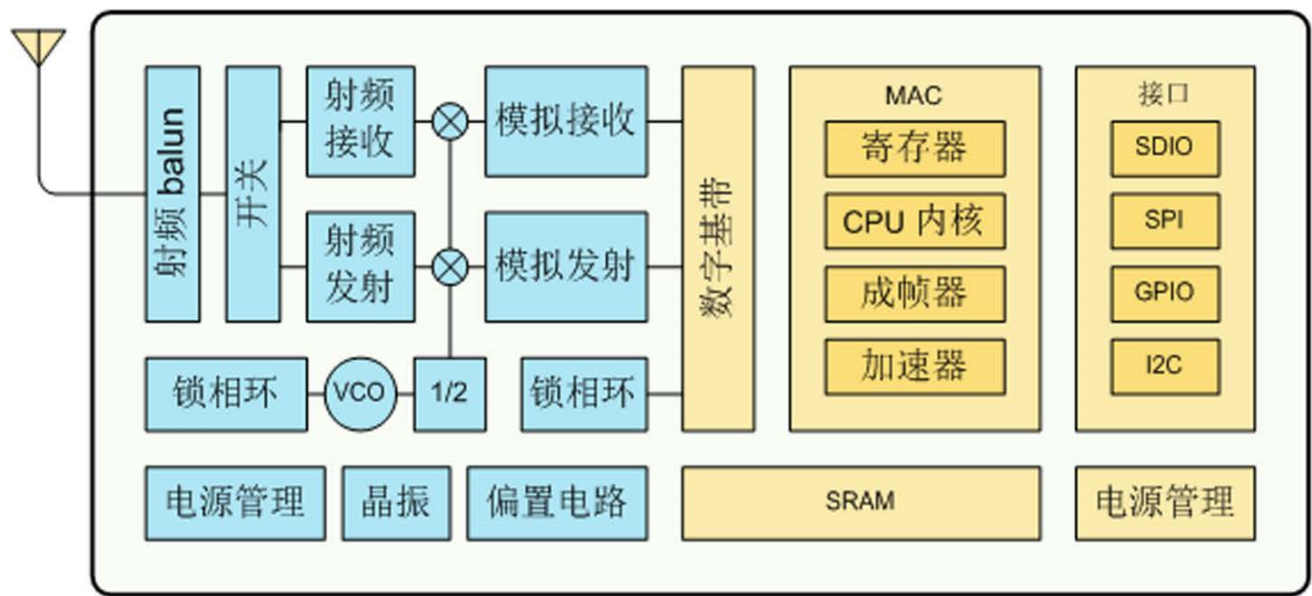 射频 balun
开关
射频
接收
模拟接收
射频
发射
模拟发射
锁相环
VCO
1/2
锁相环
数字基带
MAC
寄存器
CPU 内核
成帧器
加速器
接口
SDIO
SPI
GPIO
I2C
电源管理
晶振
偏置电路
SRAM
电源管理